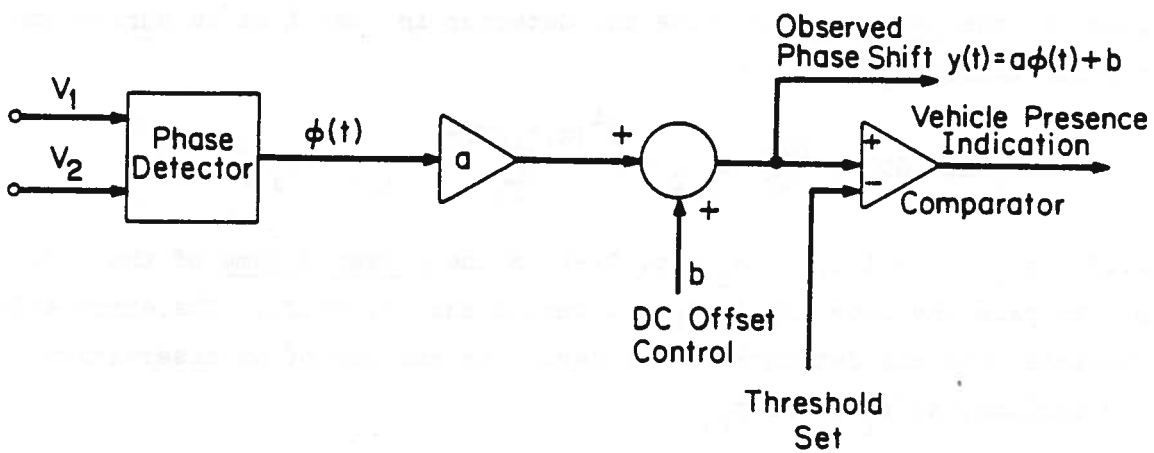 Observed
Phase Shift y(t)=aϕ(t)+b
V1
V2
Phase
Detector
ϕ(t)
a
+
+
b
DC Offset
Control
+
−
Vehicle Presence
Indication
Comparator
Threshold
Set